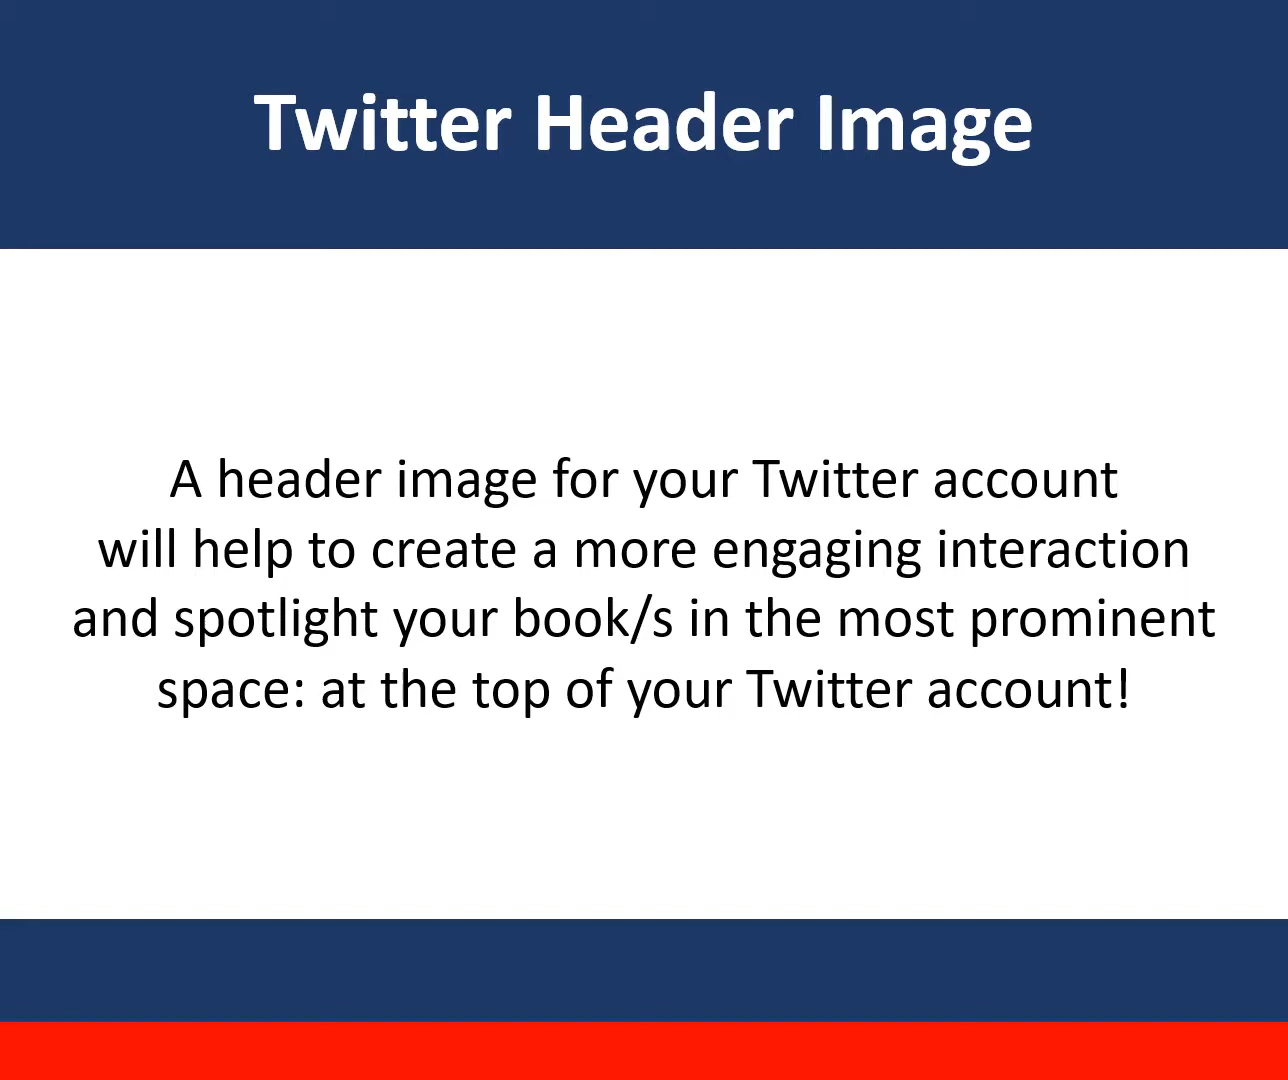 Twitter Header Image
A header image for your Twitter account
will help to create a more engaging interaction
and spotlight your book/s in the most prominent
space: at the top of your Twitter account!